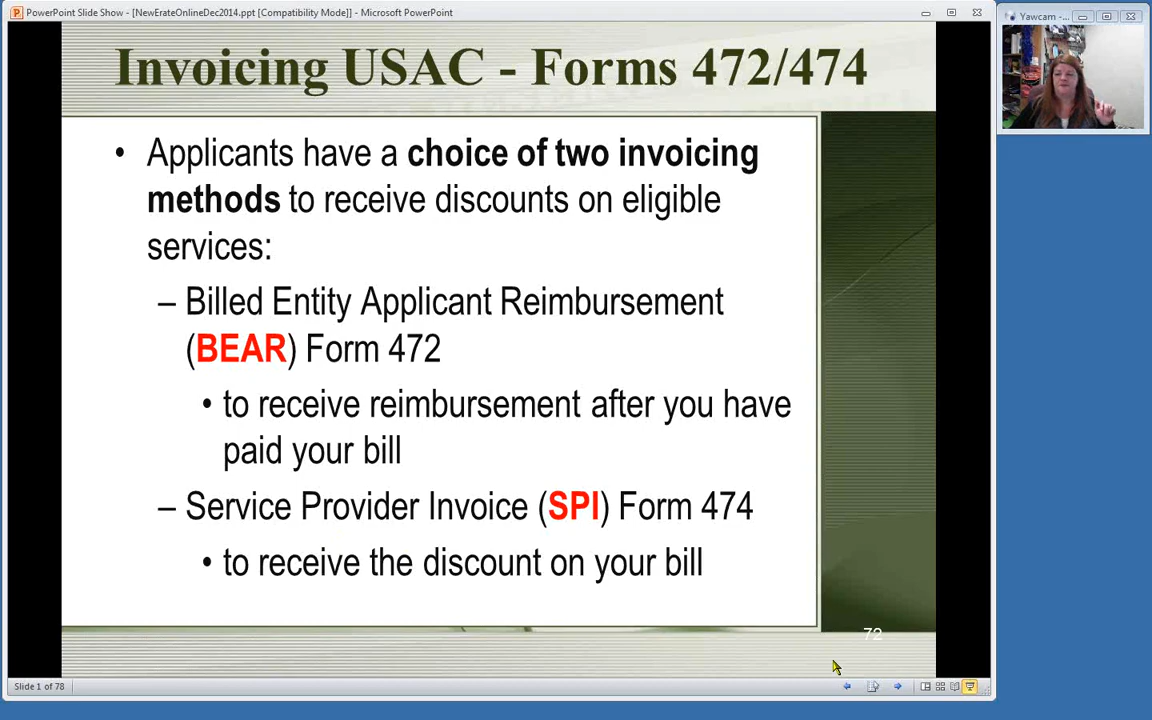 PowerPoint Slide Show - [NewErateOnlineDec2014.ppt [Compatibility Mode]] - Microsoft PowerPoint
Yawcam -...
Invoicing USAC - Forms 472/474
• Applicants have a choice of two invoicing
methods to receive discounts on eligible
services:
– Billed Entity Applicant Reimbursement
(BEAR) Form 472
• to receive reimbursement after you have
paid your bill
– Service Provider Invoice (SPI) Form 474
• to receive the discount on your bill
72
Slide 1 of 78